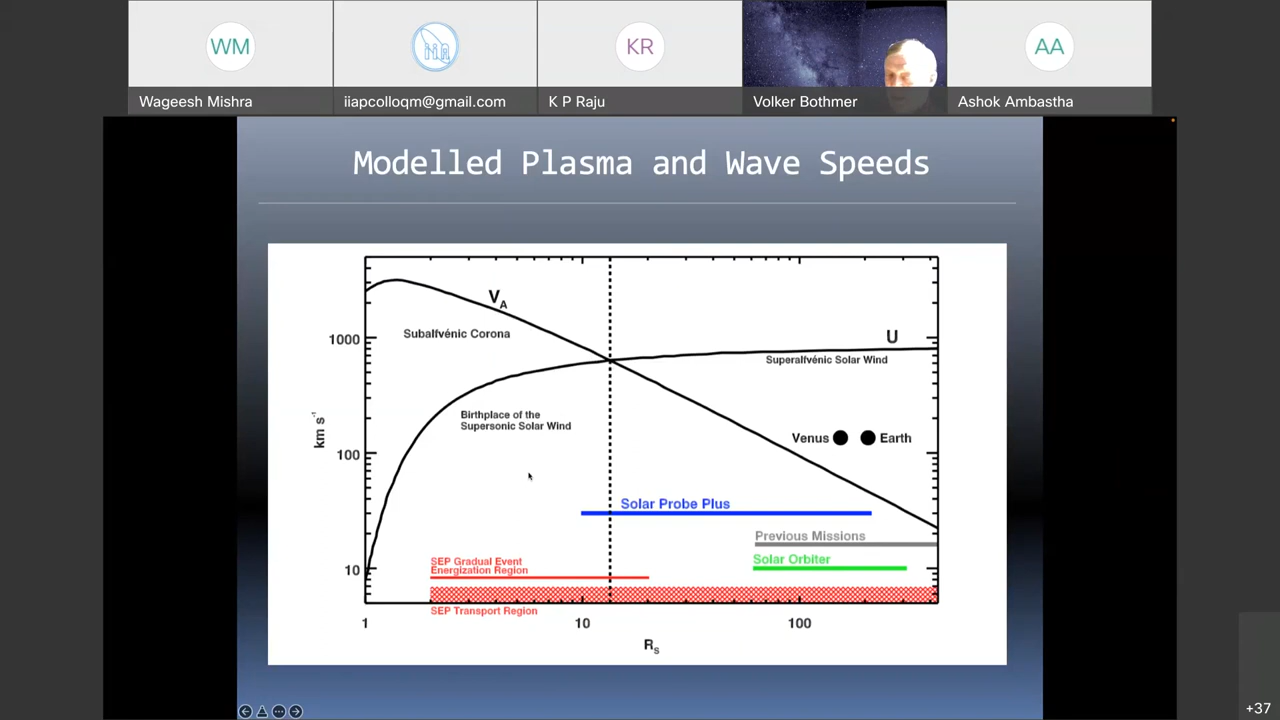 WM
KR
AA
Wageesh Mishra
iiapcolloqm@gmail.com
K P Raju
Volker Bothmer
Ashok Ambastha
Modelled Plasma and Wave Speeds
V_A
Subalfvénic Corona
U
Superalfvénic Solar Wind
Birthplace of the
Supersonic Solar Wind
Venus
Earth
Solar Probe Plus
Previous Missions
Solar Orbiter
SEP Gradual Event
Energization Region
SEP Transport Region
1000
100
10
km s⁻¹
1
10
100
R_S
+37